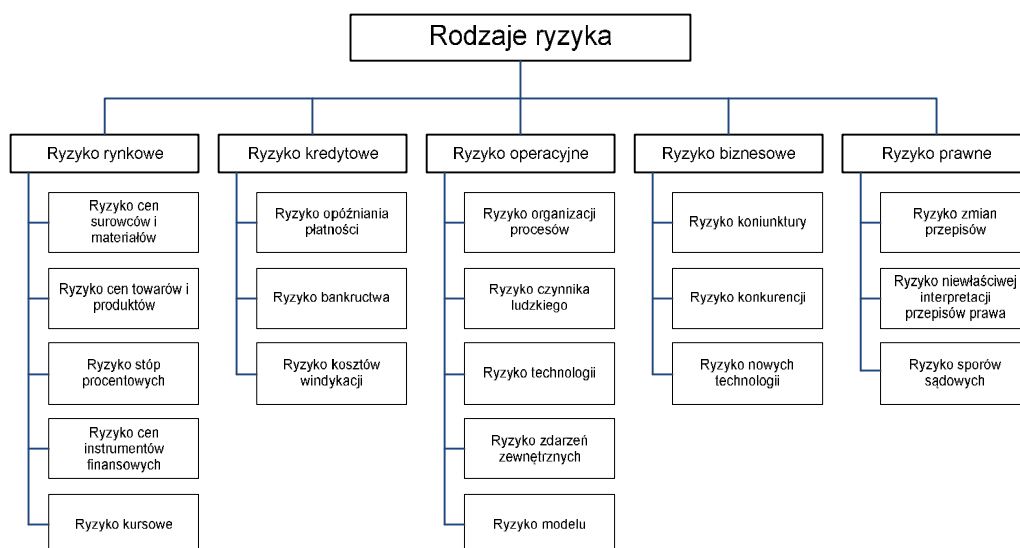 Rodzaje ryzyka
Ryzyko rynkowe
Ryzyko cen
surowców i
materiałów
Ryzyko cen towarów i
produktów
Ryzyko stóp
procentowych
Ryzyko cen
instrumentów
finansowych
Ryzyko kursowe
Ryzyko kredytowe
Ryzyko opóźniania
płatności
Ryzyko bankructwa
Ryzyko kosztów
windykacji
Ryzyko operacyjne
Ryzyko organizacji
procesów
Ryzyko czynnika
ludzkiego
Ryzyko technologii
Ryzyko zdarzeń
zewnętrznych
Ryzyko modelu
Ryzyko biznesowe
Ryzyko koniunktury
Ryzyko konkurencji
Ryzyko nowych
technologii
Ryzyko prawne
Ryzyko zmian
przepisów
Ryzyko niewłaściwej
interpretacji
przepisów prawa
Ryzyko sporów
sądowych